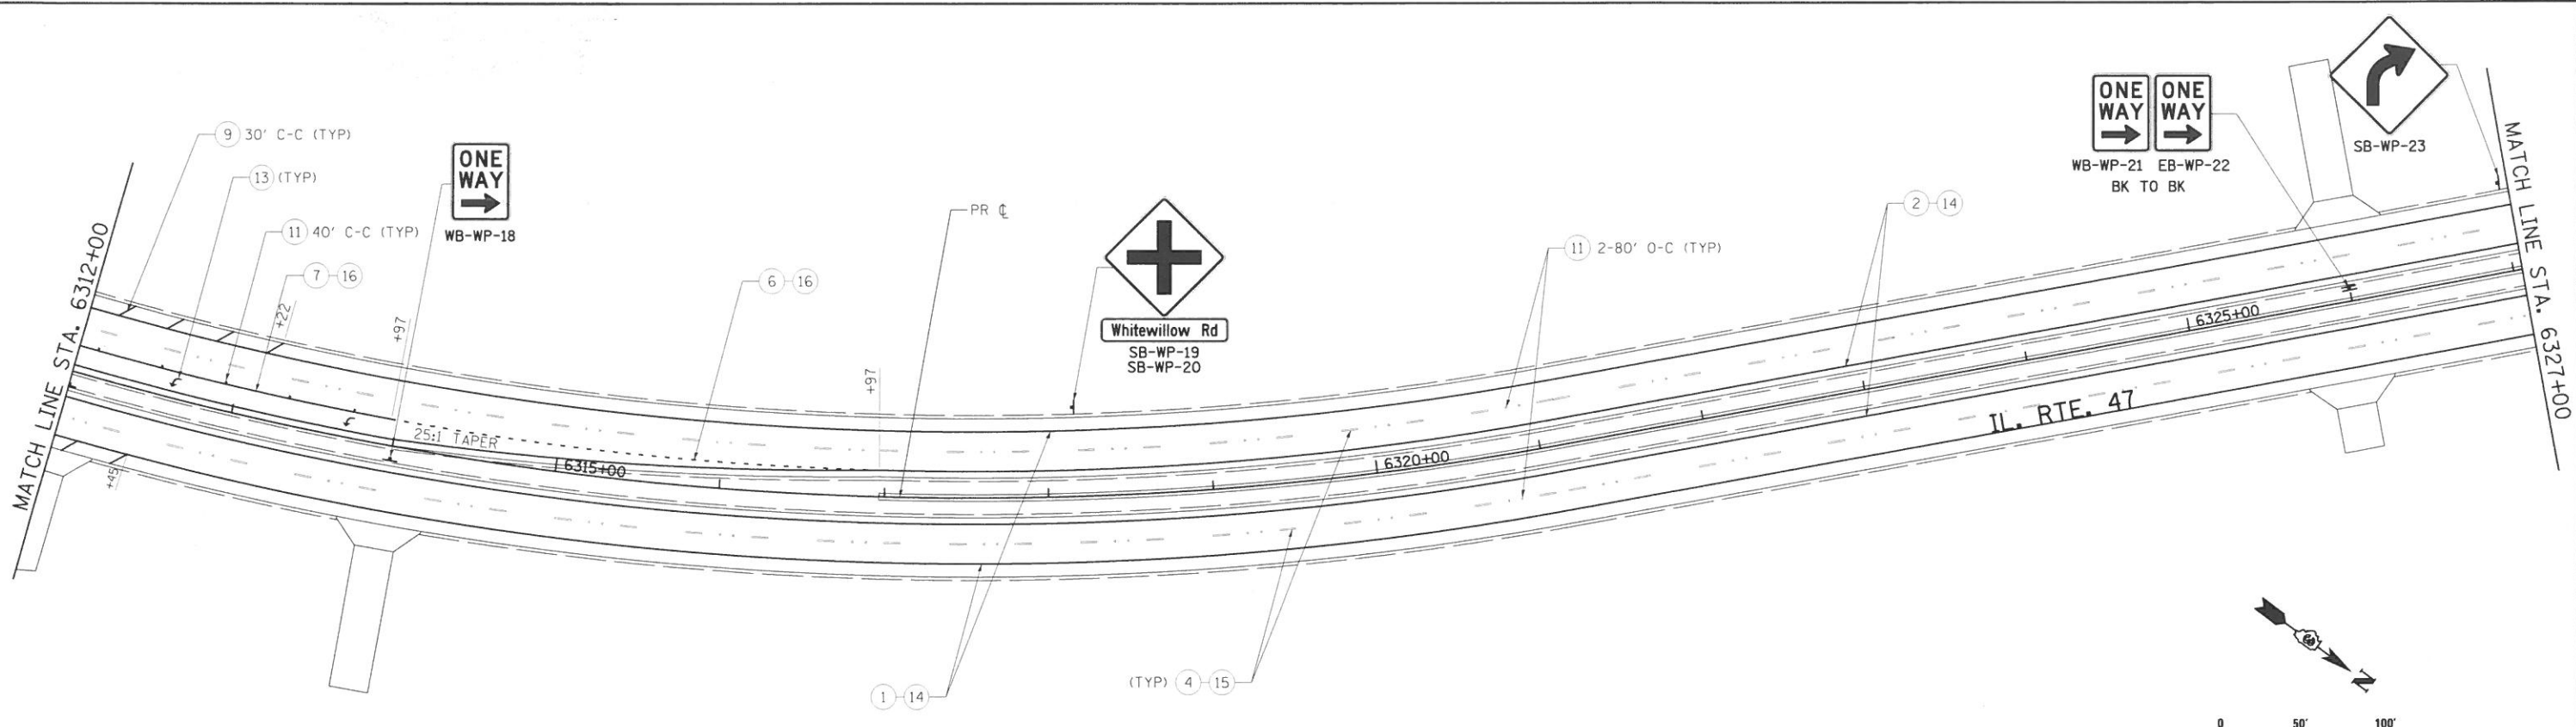 MATCH LINE STA. 6312+00
9 30' C-C (TYP)
13 (TYP)
11 40' C-C (TYP)
7 16
+22
+97
ONE
WAY
WB-WP-18
6 16
25:1 TAPER
+45
6315+00
+97
PR ℄
Whitewillow Rd
SB-WP-19
SB-WP-20
1 14
(TYP) 4 15
6320+00
11 2-80' O-C (TYP)
2 14
IL. RTE. 47
6325+00
ONE
WAY
ONE
WAY
WB-WP-21 EB-WP-22
BK TO BK
SB-WP-23
MATCH LINE STA. 6327+00
N
0 50' 100'